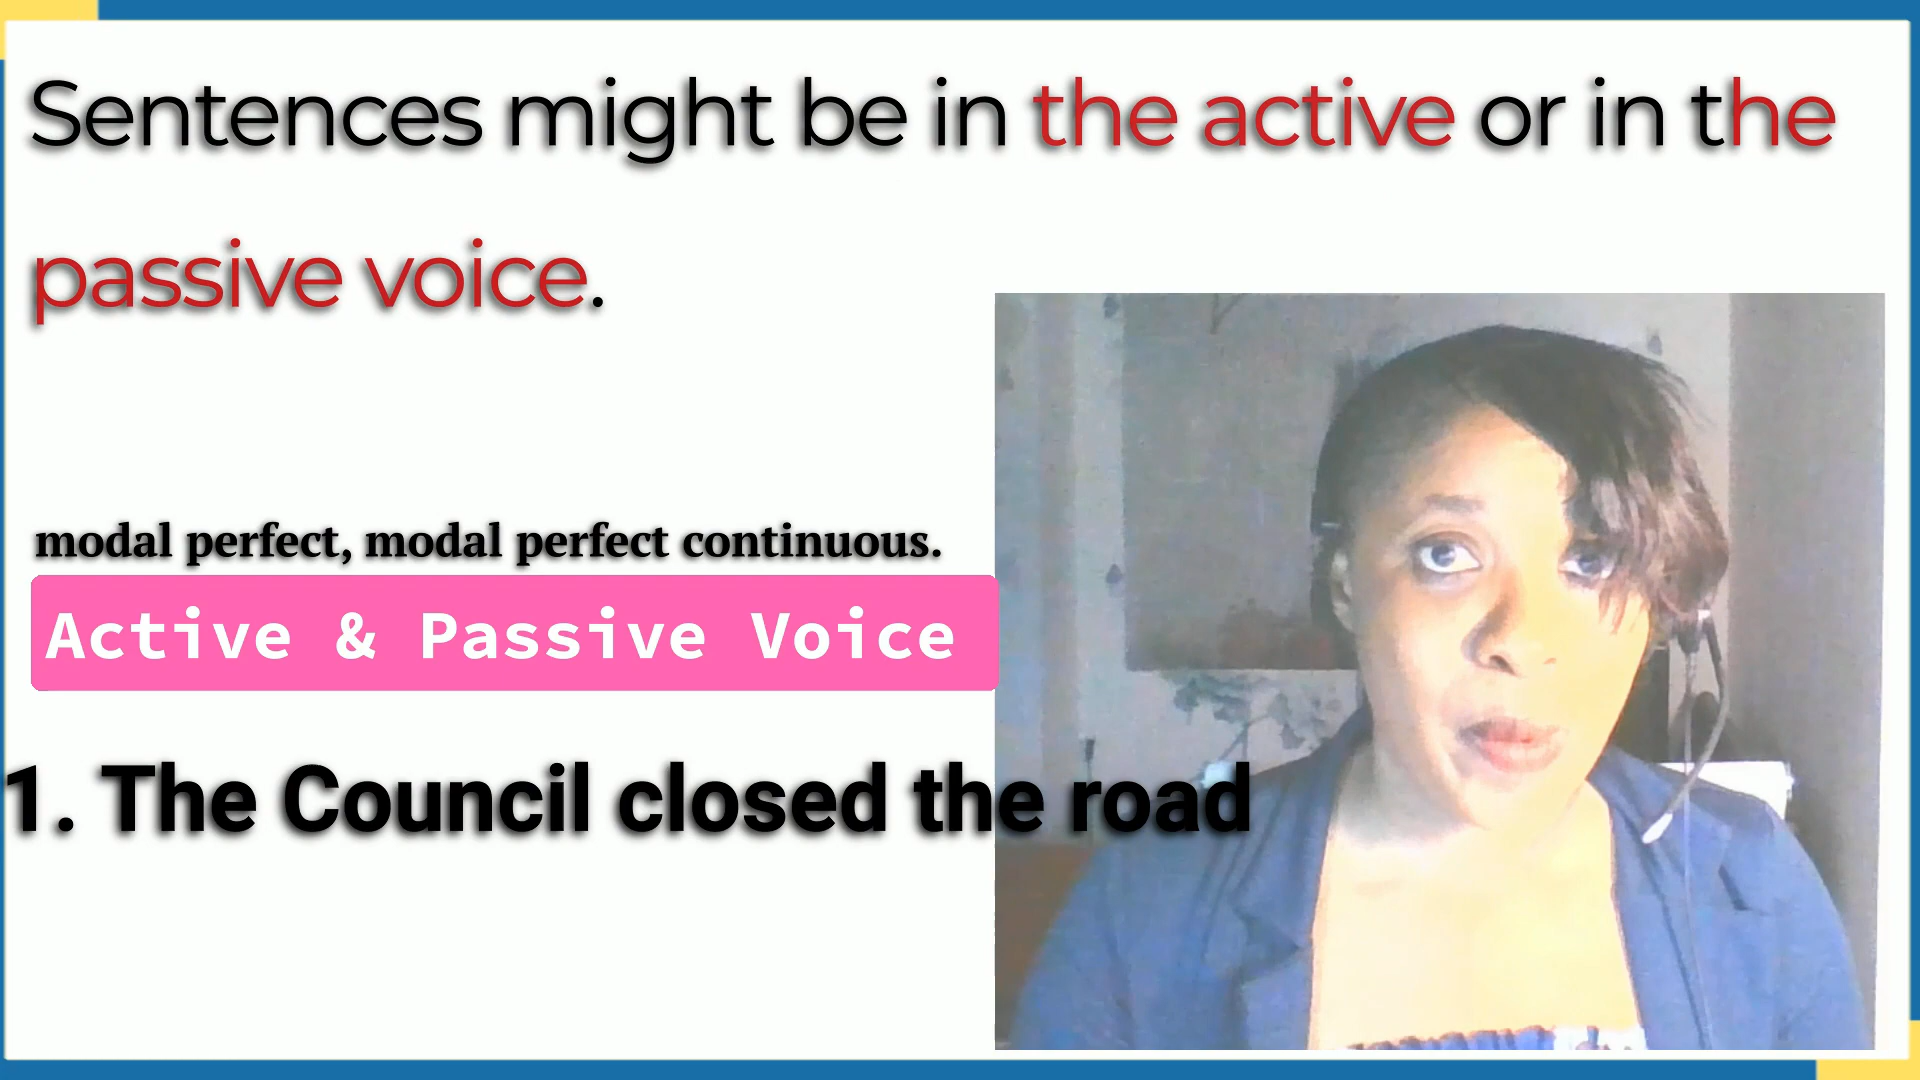 Sentences might be in the active or in the
passive voice.
modal perfect, modal perfect continuous.
Active & Passive Voice
1. The Council closed the road